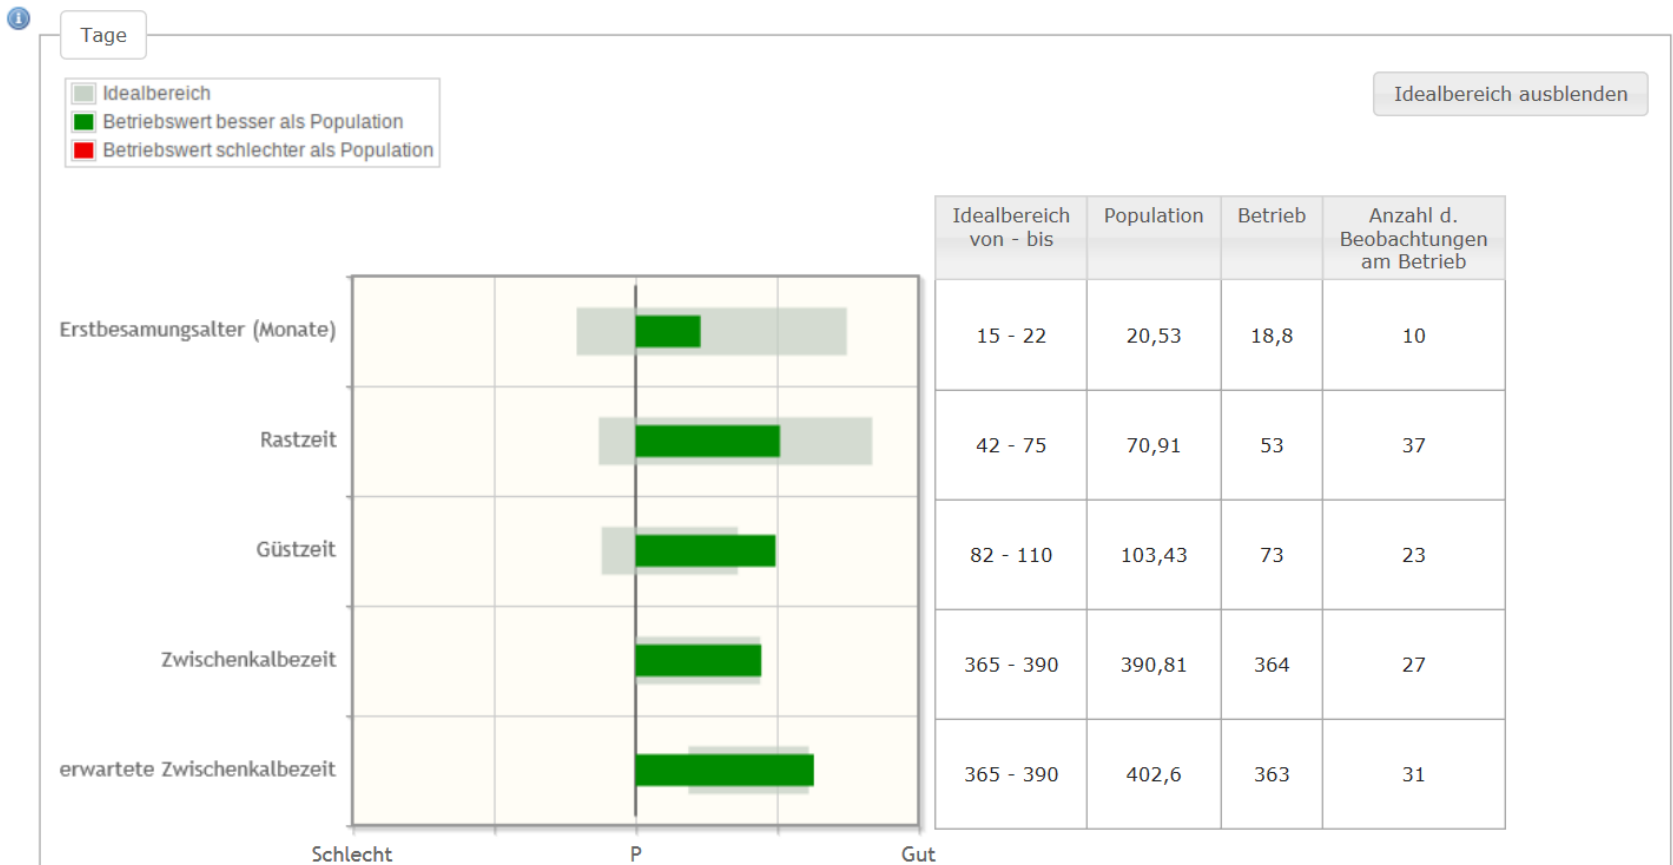 i
Tage
Idealbereich
Betriebswert besser als Population
Betriebswert schlechter als Population
Idealbereich ausblenden
Idealbereich von - bis Population Betrieb Anzahl d. Beobachtungen am Betrieb
Erstbesamungsalter (Monate) 15 - 22 20,53 18,8 10
Rastzeit 42 - 75 70,91 53 37
Güstzeit 82 - 110 103,43 73 23
Zwischenkalbezeit 365 - 390 390,81 364 27
erwartete Zwischenkalbezeit 365 - 390 402,6 363 31
Schlecht P Gut